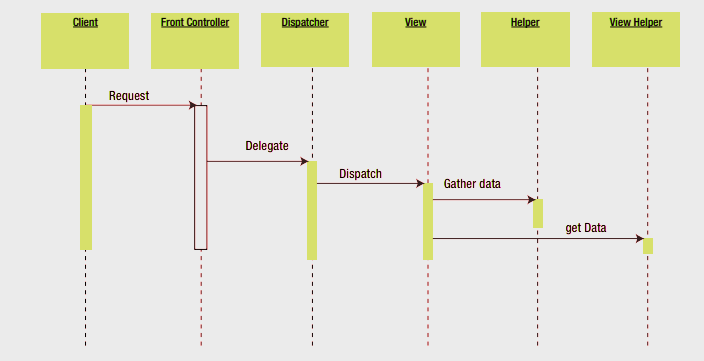 Client
Front Controller
Dispatcher
View
Helper
View Helper
Request
Delegate
Dispatch
Gather data
get Data